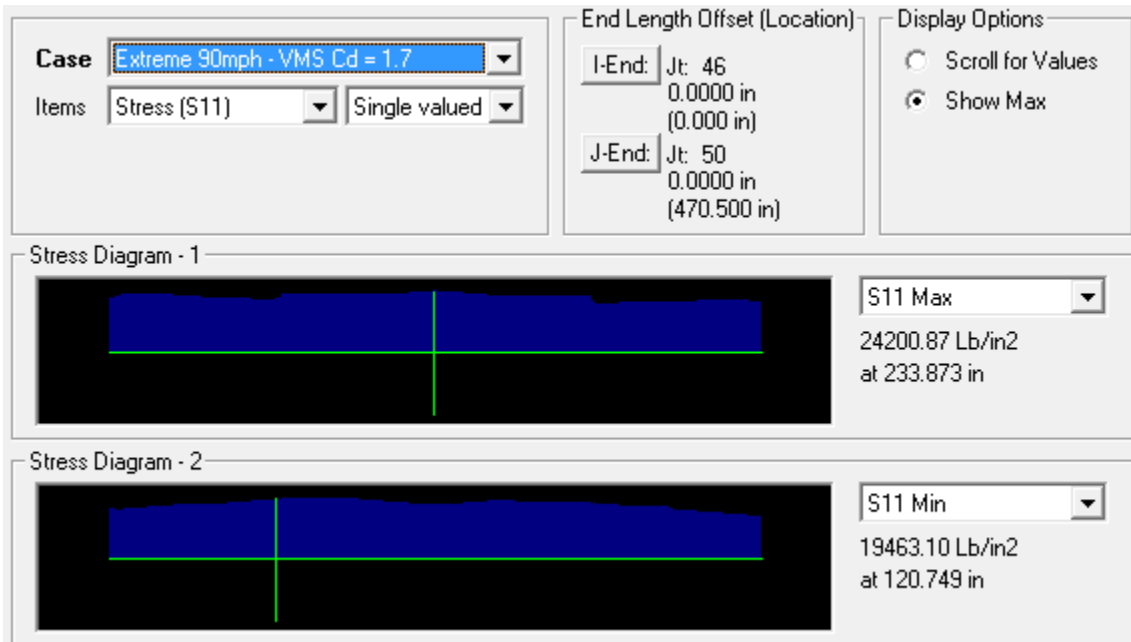 Case Extreme 90mph - VMS Cd = 1.7
Items Stress (S11) Single valued
End Length Offset (Location)
I-End: Jt: 46
0.0000 in
(0.000 in)
J-End: Jt: 50
0.0000 in
(470.500 in)
Display Options
Scroll for Values
Show Max
Stress Diagram - 1
S11 Max
24200.87 Lb/in2
at 233.873 in
Stress Diagram - 2
S11 Min
19463.10 Lb/in2
at 120.749 in